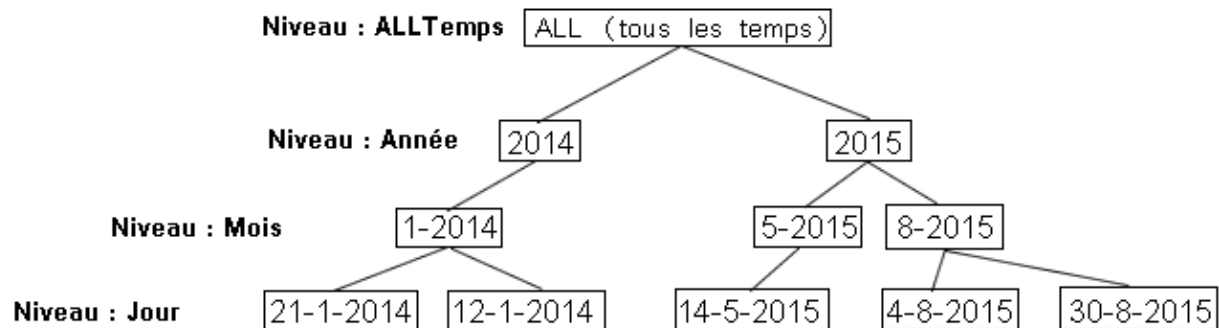 Niveau : ALLTemps ALL (tous les temps)
Niveau : Année 2014 2015
Niveau : Mois 1-2014 5-2015 8-2015
Niveau : Jour 21-1-2014 12-1-2014 14-5-2015 4-8-2015 30-8-2015